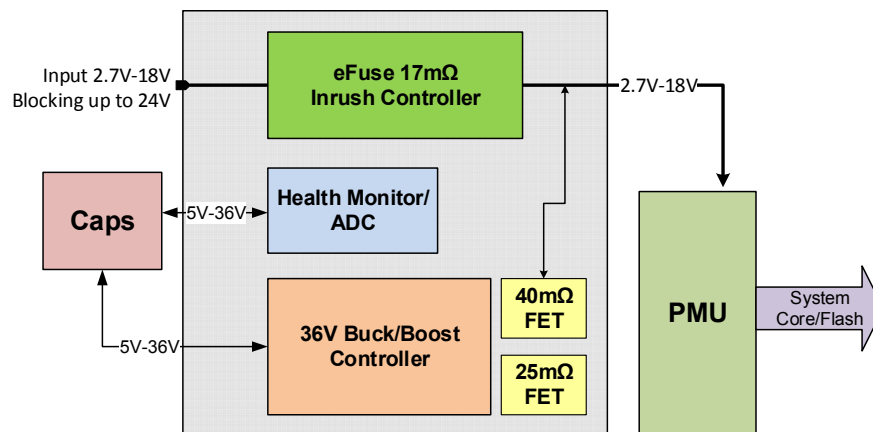 Input 2.7V-18V
Blocking up to 24V
eFuse 17mΩ
Inrush Controller
2.7V-18V
Caps
5V-36V
Health Monitor/
ADC
5V-36V
36V Buck/Boost
Controller
40mΩ
FET
25mΩ
FET
PMU
System
Core/Flash